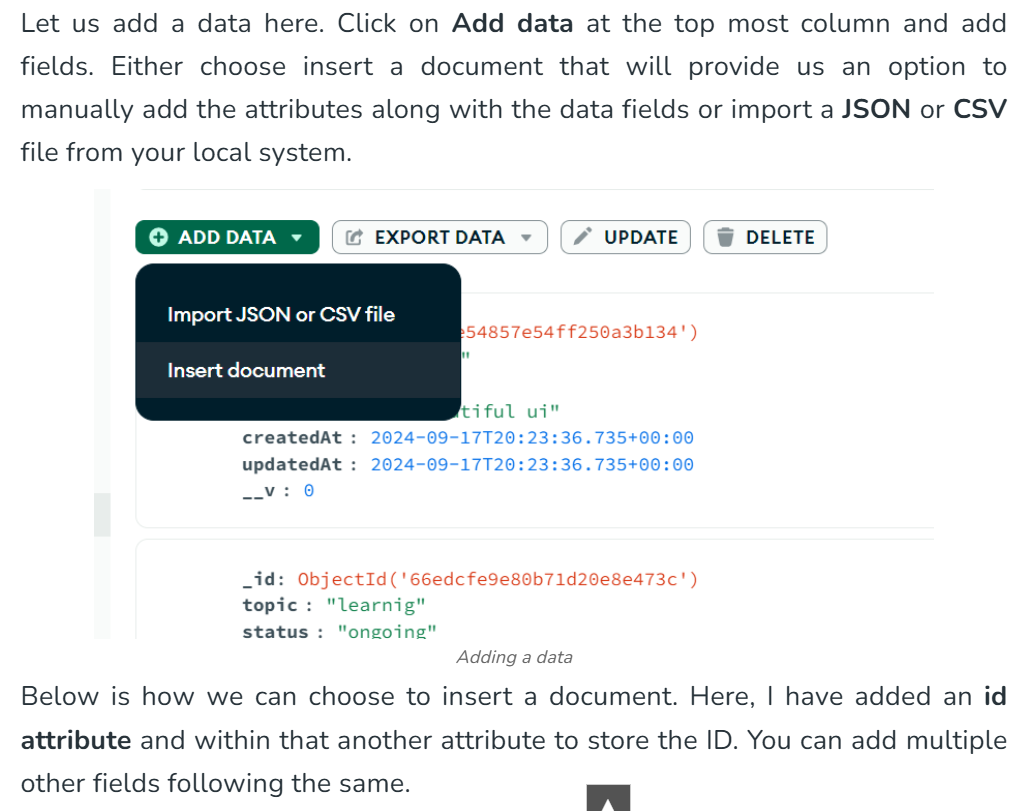 Let us add a data here. Click on Add data at the top most column and add
fields. Either choose insert a document that will provide us an option to
manually add the attributes along with the data fields or import a JSON or CSV
file from your local system.
ADD DATA EXPORT DATA UPDATE DELETE
Import JSON or CSV file
e54857e54ff250a3b134')
"
Insert document
tiful ui"
createdAt : 2024-09-17T20:23:36.735+00:00
updatedAt : 2024-09-17T20:23:36.735+00:00
__v : 0
_id: ObjectId('66edcfe9e80b71d20e8e473c')
topic : "learnig"
status : "ongoing"
Adding a data
Below is how we can choose to insert a document. Here, I have added an id
attribute and within that another attribute to store the ID. You can add multiple
other fields following the same.